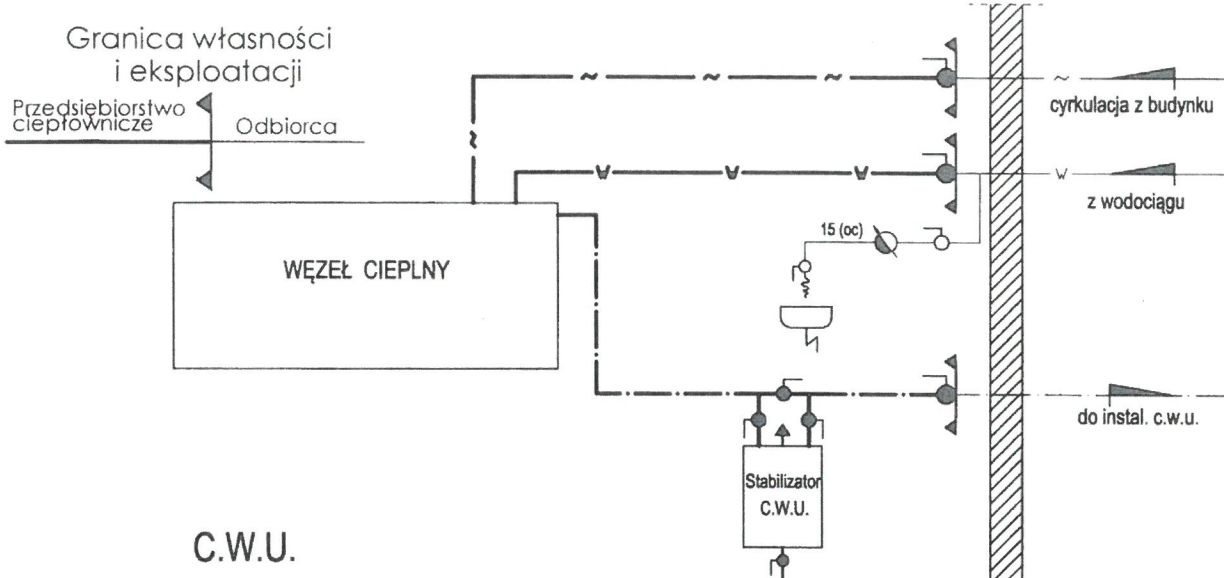 Granica własności
i eksploatacji
Przedsiębiorstwo
ciepłownicze
Odbiorca
cyrkulacja z budynku
W W W W
z wodociągu
15 (oc)
WĘZEŁ CIEPLNY
do instal. c.w.u.
Stabilizator
C.W.U.
C.W.U.